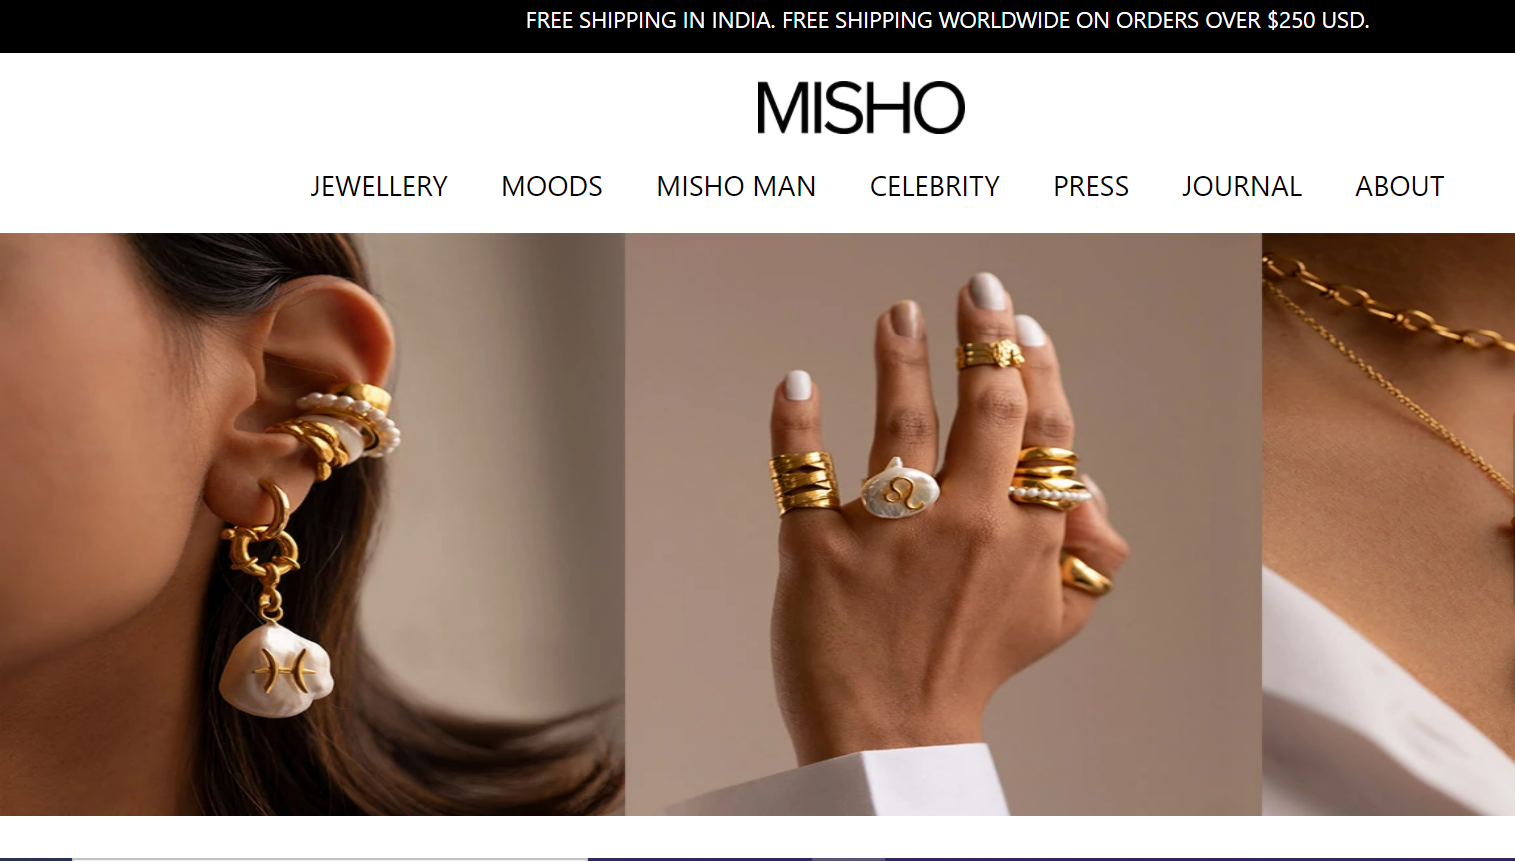 FREE SHIPPING IN INDIA. FREE SHIPPING WORLDWIDE ON ORDERS OVER $250 USD.
MISHO
JEWELLERY MOODS MISHO MAN CELEBRITY PRESS JOURNAL ABOUT